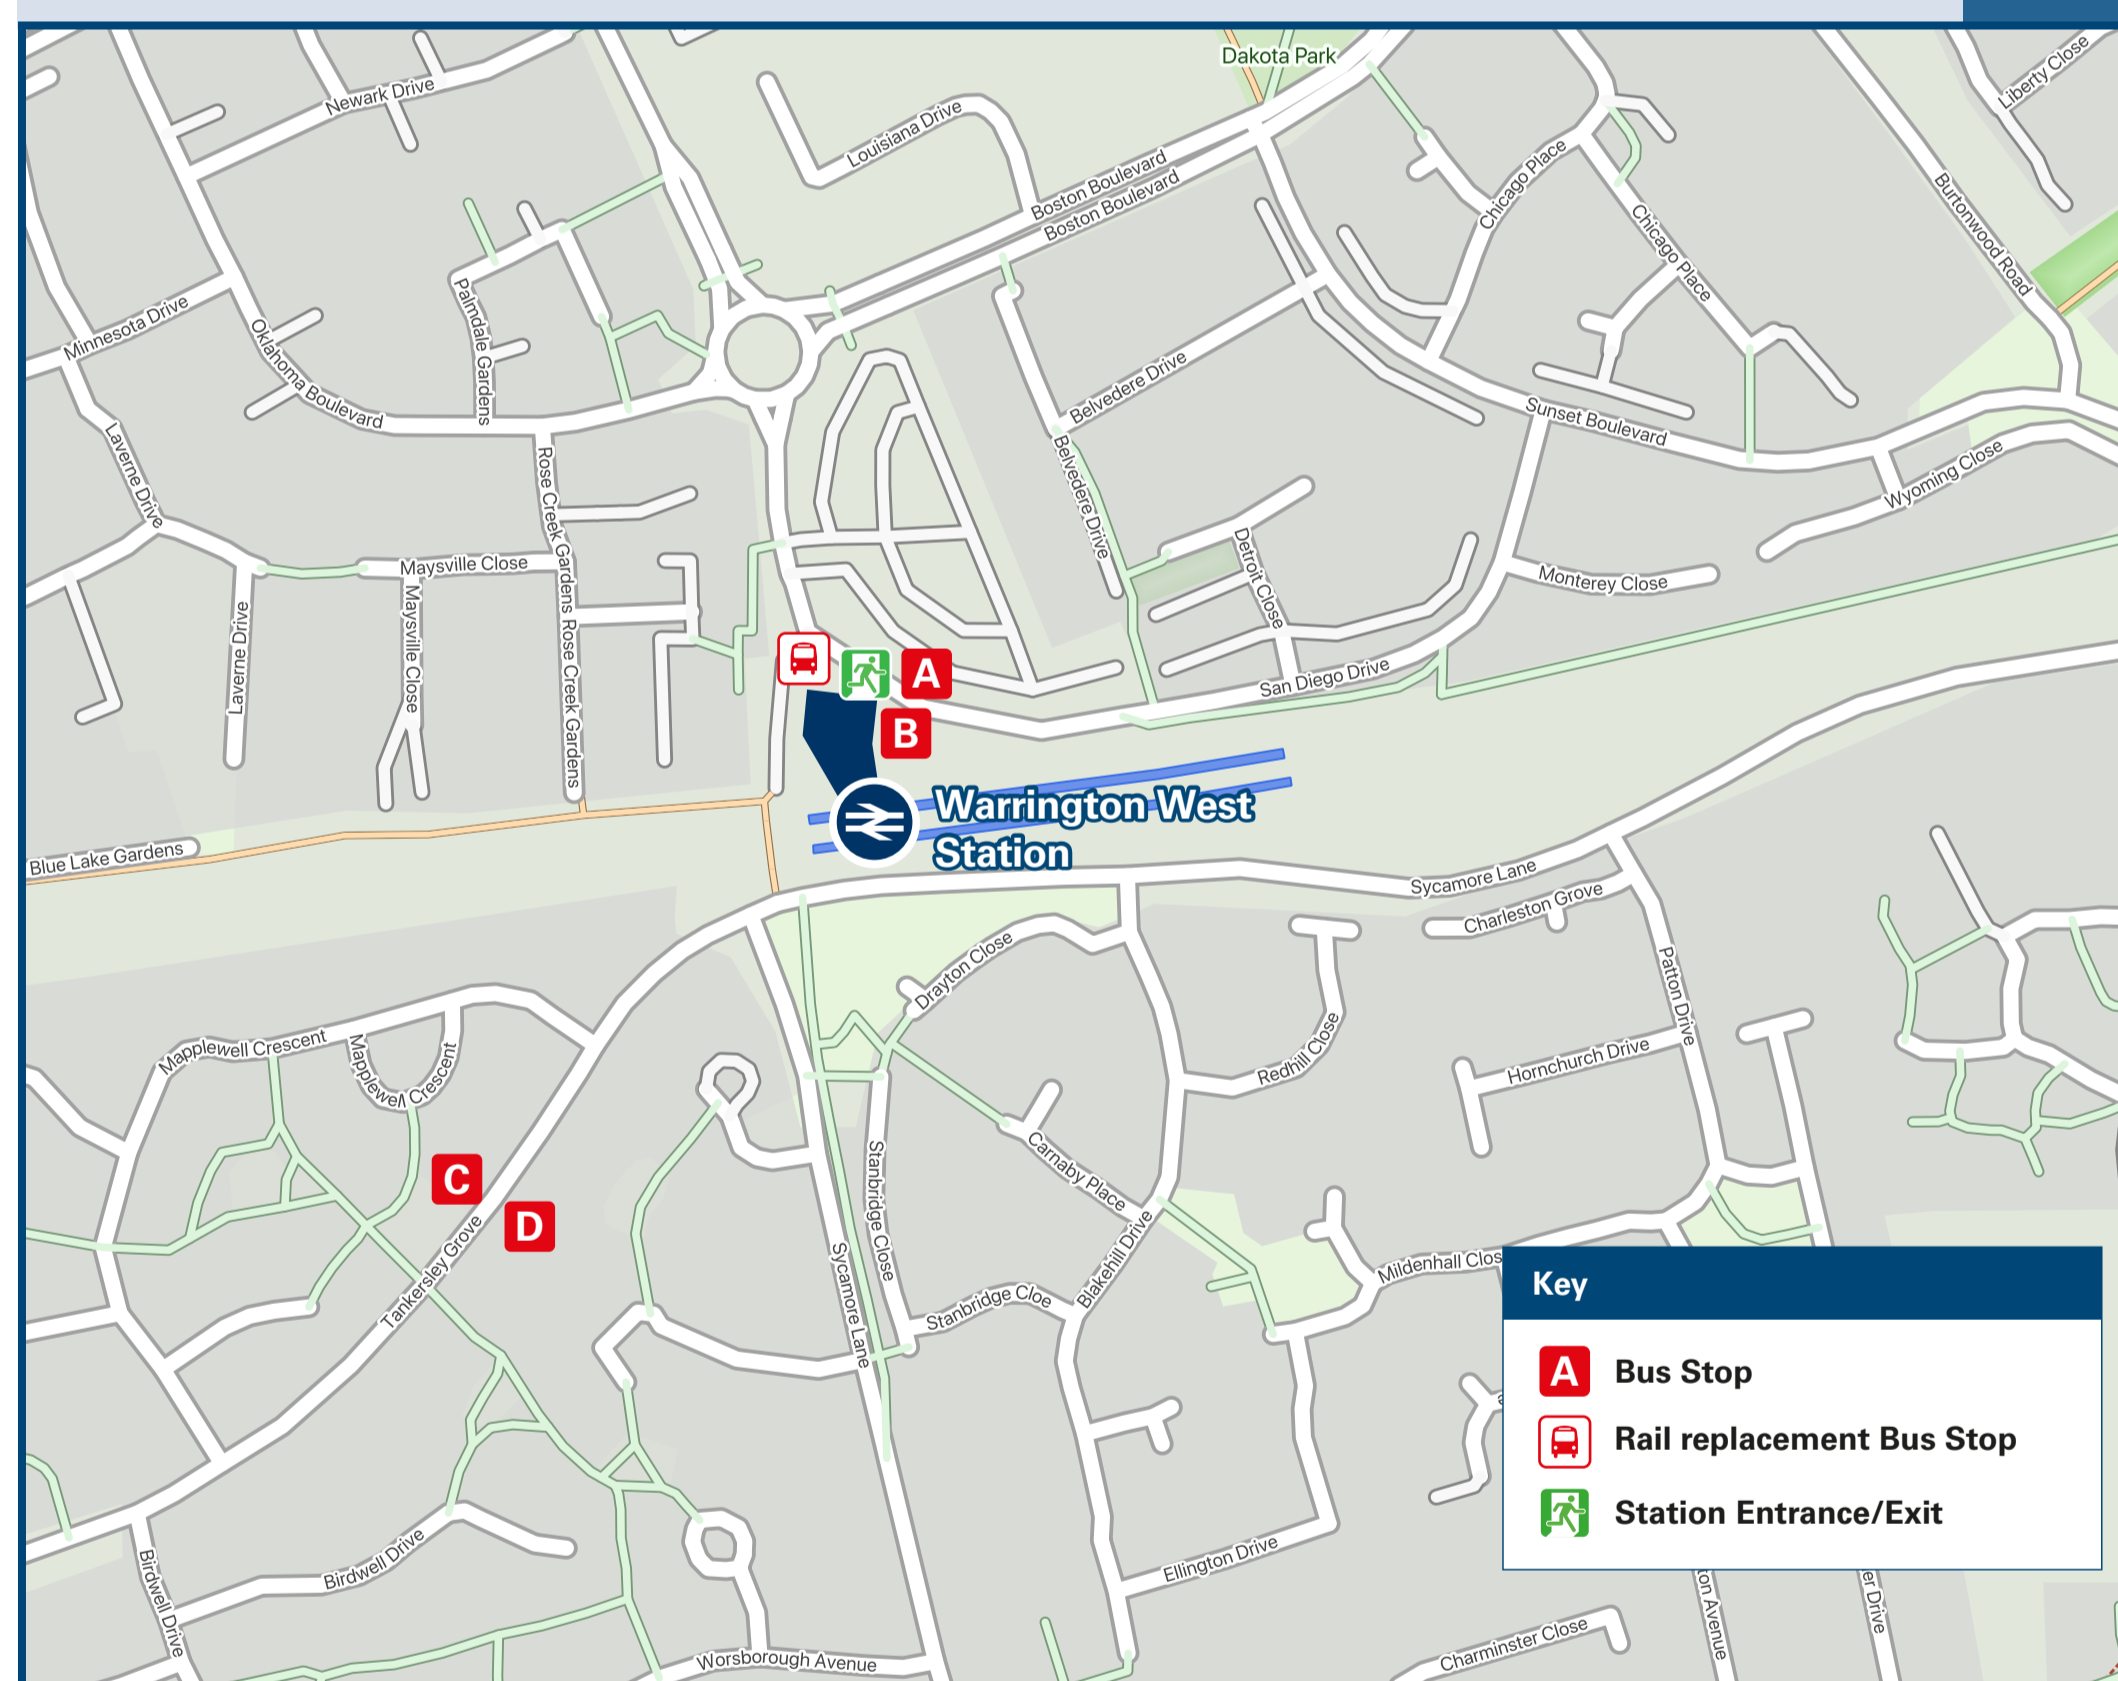 Dakota Park
Liberty Close
Newark Drive
Louisiana Drive
Boston Boulevard
Boston Boulevard
Chicago Place
Chicago Place
Burtonwood Road
Minnesota Drive
Oklahoma Boulevard
Palmdale Gardens
Belvedere Drive
Belvedere Drive
Sunset Boulevard
Wyoming Close
Laverne Drive
Rose Creek Gardens
Maysville Close
Maysville Close
Detroit Close
Monterey Close
Laverne Drive
Rose Creek Gardens
San Diego Drive
A
B
Warrington West
Station
Blue Lake Gardens
Sycamore Lane
Charleston Grove
Drayton Close
Patton Drive
Mapplewell Crescent
Mapplewell Crescent
Redhill Close
Hornchurch Drive
Carnaby Place
Stanbridge Close
C
D
Tankersley Grove
Sycamore Lane
Blakehill Drive
Stanbridge Cloe
Mildenhall Clos
Key
A Bus Stop
Rail replacement Bus Stop
Station Entrance/Exit
Birdwell Drive
Birdwell Drive
Ellington Drive
ton Avenue
er Drive
Worsborough Avenue
Charminster Close